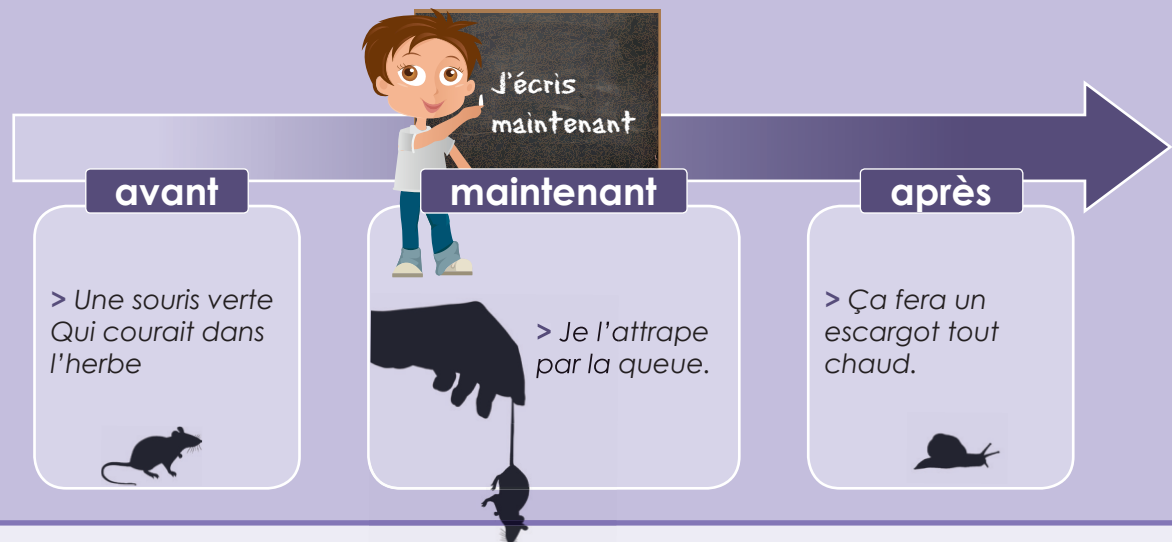 J'écris
maintenant
avant
maintenant
après
> Une souris verte
Qui courait dans
l'herbe
> Je l'attrape
par la queue.
> Ça fera un
escargot tout
chaud.